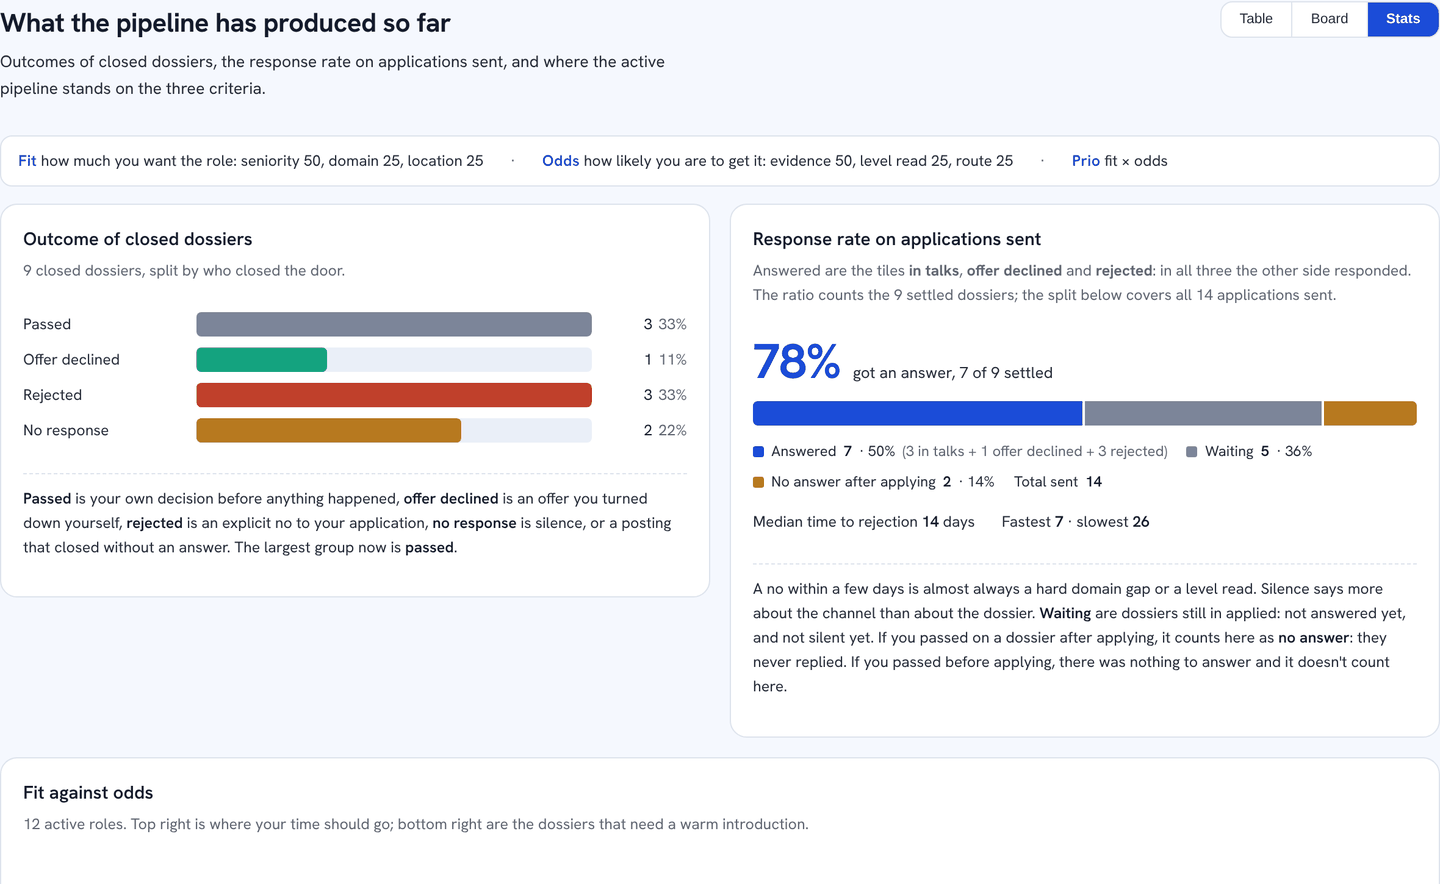 What the pipeline has produced so far
Table
Board
Stats
Outcomes of closed dossiers, the response rate on applications sent, and where the active
pipeline stands on the three criteria.
Fit how much you want the role: seniority 50, domain 25, location 25 · Odds how likely you are to get it: evidence 50, level read 25, route 25 · Prio fit × odds
Outcome of closed dossiers
9 closed dossiers, split by who closed the door.
Passed 3 33%
Offer declined 1 11%
Rejected 3 33%
No response 2 22%
Passed is your own decision before anything happened, offer declined is an offer you turned
down yourself, rejected is an explicit no to your application, no response is silence, or a posting
that closed without an answer. The largest group now is passed.
Response rate on applications sent
Answered are the tiles in talks, offer declined and rejected: in all three the other side responded.
The ratio counts the 9 settled dossiers; the split below covers all 14 applications sent.
78% got an answer, 7 of 9 settled
Answered 7 · 50% (3 in talks + 1 offer declined + 3 rejected) Waiting 5 · 36%
No answer after applying 2 · 14% Total sent 14
Median time to rejection 14 days Fastest 7 · slowest 26
A no within a few days is almost always a hard domain gap or a level read. Silence says more
about the channel than about the dossier. Waiting are dossiers still in applied: not answered yet,
and not silent yet. If you passed on a dossier after applying, it counts here as no answer: they
never replied. If you passed before applying, there was nothing to answer and it doesn't count
here.
Fit against odds
12 active roles. Top right is where your time should go; bottom right are the dossiers that need a warm introduction.